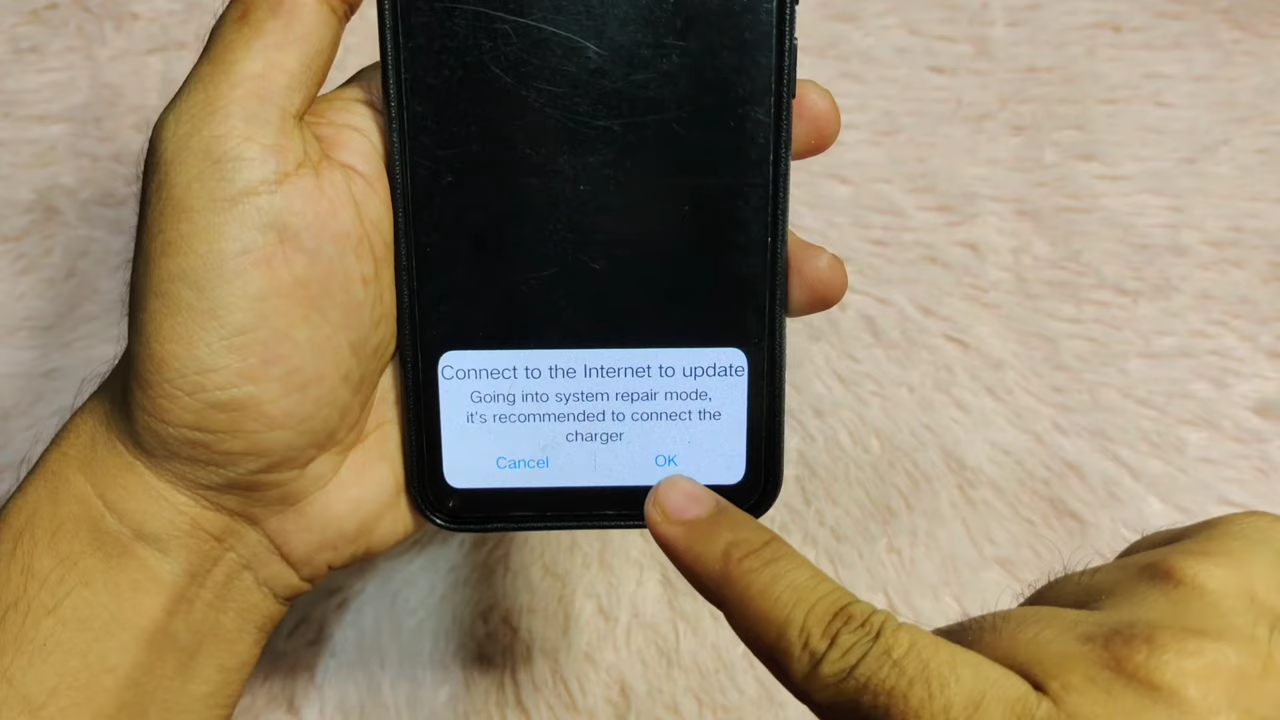 Connect to the Internet to update
Going into system repair mode,
it's recommended to connect the
charger
Cancel OK